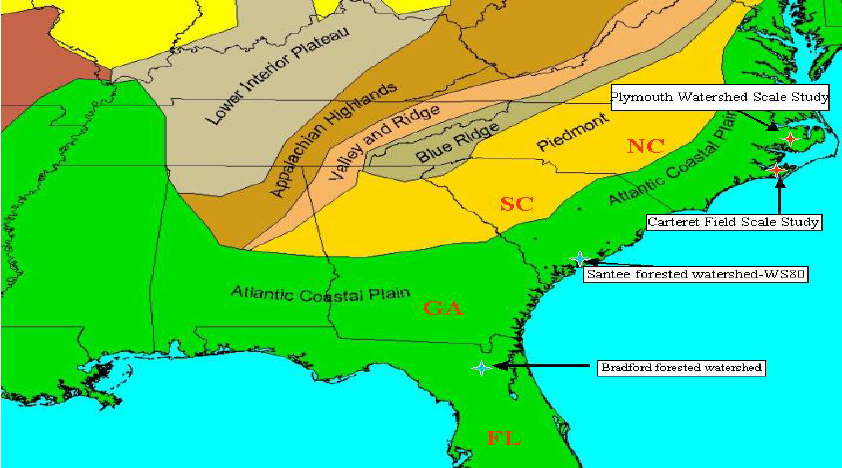 Lower Interior Plateau
Appalachian Highlands
Valley and Ridge
Blue Ridge
Piedmont
NC
SC
Plymouth Watershed Scale Study
Atlantic Coastal Plain
Carteret Field Scale Study
Santee forested watershed-WS80
Atlantic Coastal Plain
GA
Bradford forested watershed
FL